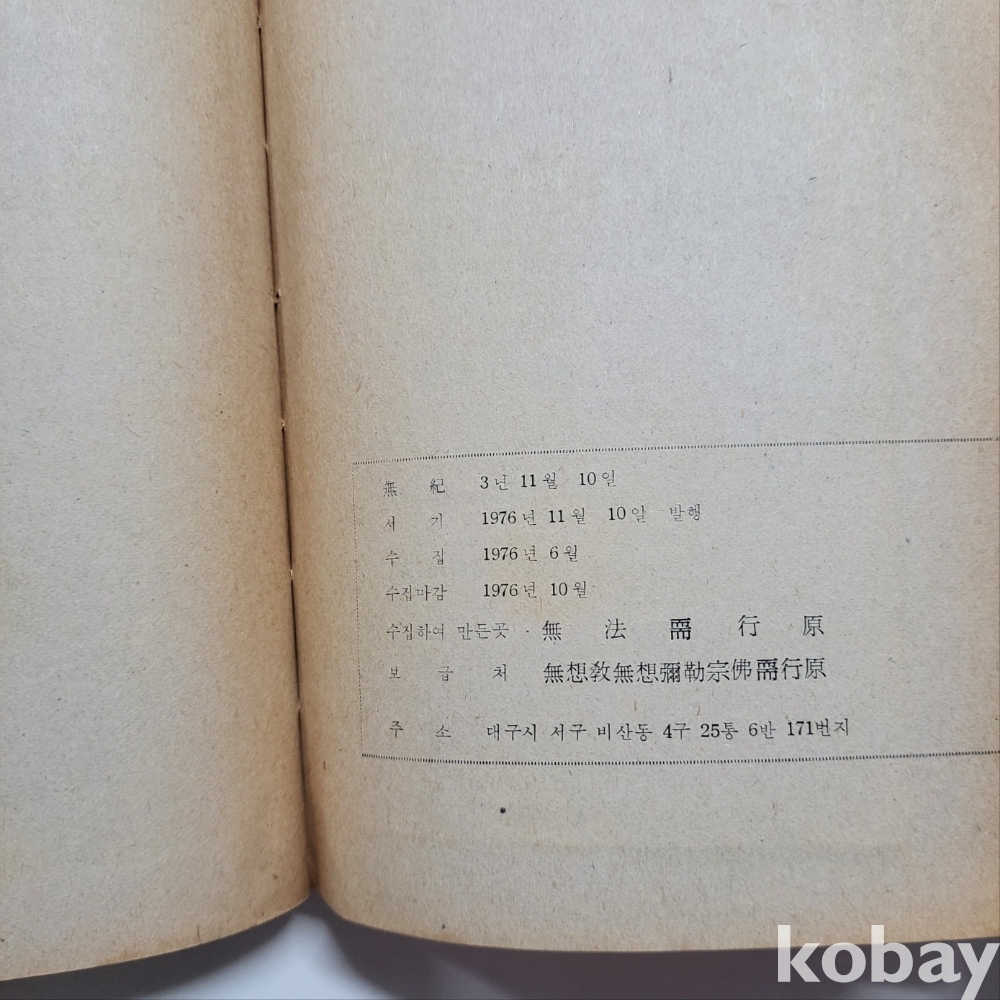 無 紀 3년 11월 10일
서 기 1976년 11월 10일 발행
수 집 1976년 6월
수집마감 1976년 10월
수집하여 만든곳 · 無 法 행 行 原
보 급 처 無想敎無想彌勒宗佛行原
주 소 대구시 서구 비산동 4구 25통 6반 171번지
kobay